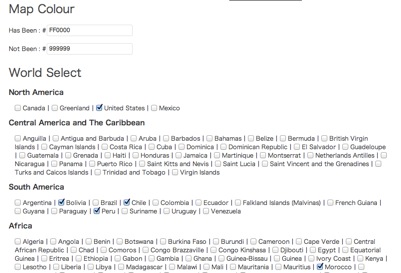 Map Colour
Has Been : # FF0000
Not Been : # 999999
World Select
North America
Canada | Greenland | United States | Mexico
Central America and The Caribbean
Anguilla | Antigua and Barbuda | Aruba | Barbados | Bahamas | Belize | Bermuda | British Virgin
Islands | Cayman Islands | Costa Rica | Cuba | Dominica | Dominican Republic | El Salvador | Guadeloupe
| Guatemala | Grenada | Haiti | Honduras | Jamaica | Martinique | Montserrat | Netherlands Antilles |
Nicaragua | Panama | Puerto Rico | Saint Kitts and Nevis | Saint Lucia | Saint Vincent and the Grenadines |
Turks and Caicos Islands | Trinidad and Tobago | Virgin Islands
South America
Argentina | Bolivia | Brazil | Chile | Colombia | Ecuador | Falkland Islands (Malvinas) | French Guiana
| Guyana | Paraguay | Peru | Suriname | Uruguay | Venezuela
Africa
Algeria | Angola | Benin | Botswana | Burkina Faso | Burundi | Cameroon | Cape Verde | Central
African Republic | Chad | Comoros | Congo Brazzaville | Congo Kinshasa | Djibouti | Egypt | Equatorial
Guinea | Eritrea | Ethiopia | Gabon | Gambia | Ghana | Guinea-Bissau | Guinea | Ivory Coast | Kenya
| Lesotho | Liberia | Libya | Madagascar | Malawi | Mali | Mauritania | Mauritius | Morocco |